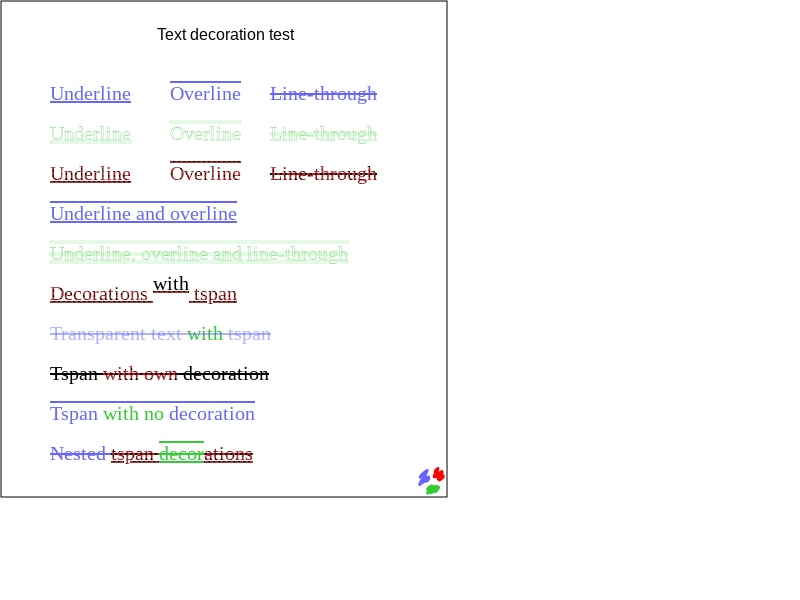 Text decoration test
Underline Overline Line-through
Underline Overline Line-through
Underline Overline Line-through
Underline and overline
Underline, overline and line-through
Decorations with tspan
Transparent text with tspan
Tspan with own decoration
Tspan with no decoration
Nested tspan decorations